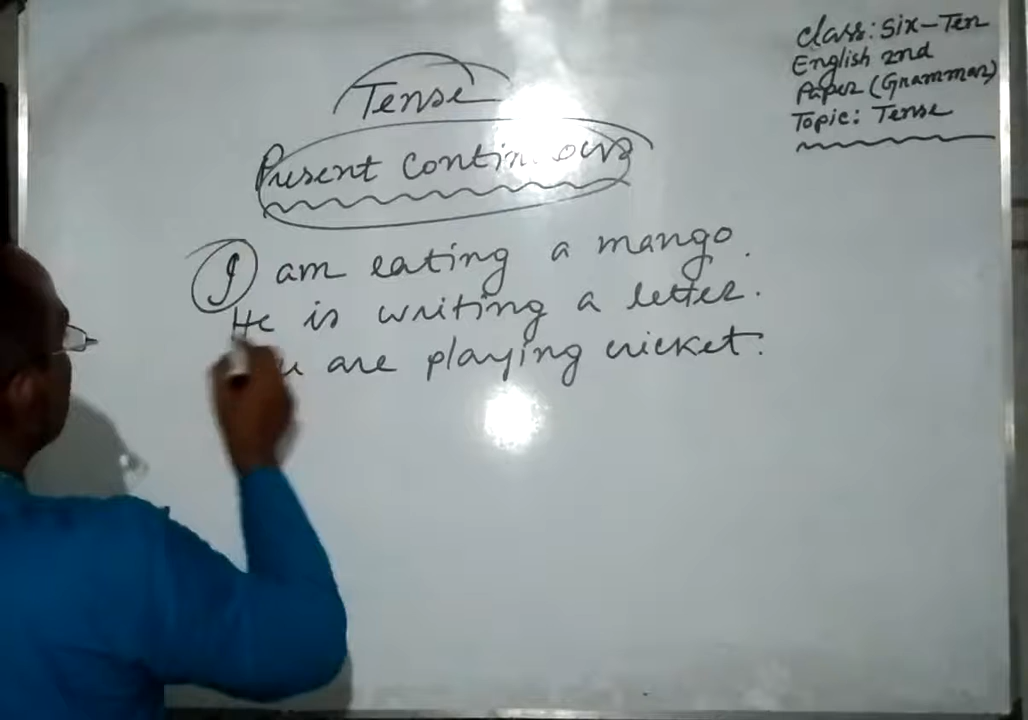 Tense
Present Continuous
I am eating a mango.
He is writing a letter.
are playing cricket.
Class: Six-Ten
English 2nd
Paper (Grammar)
Topic: Tense